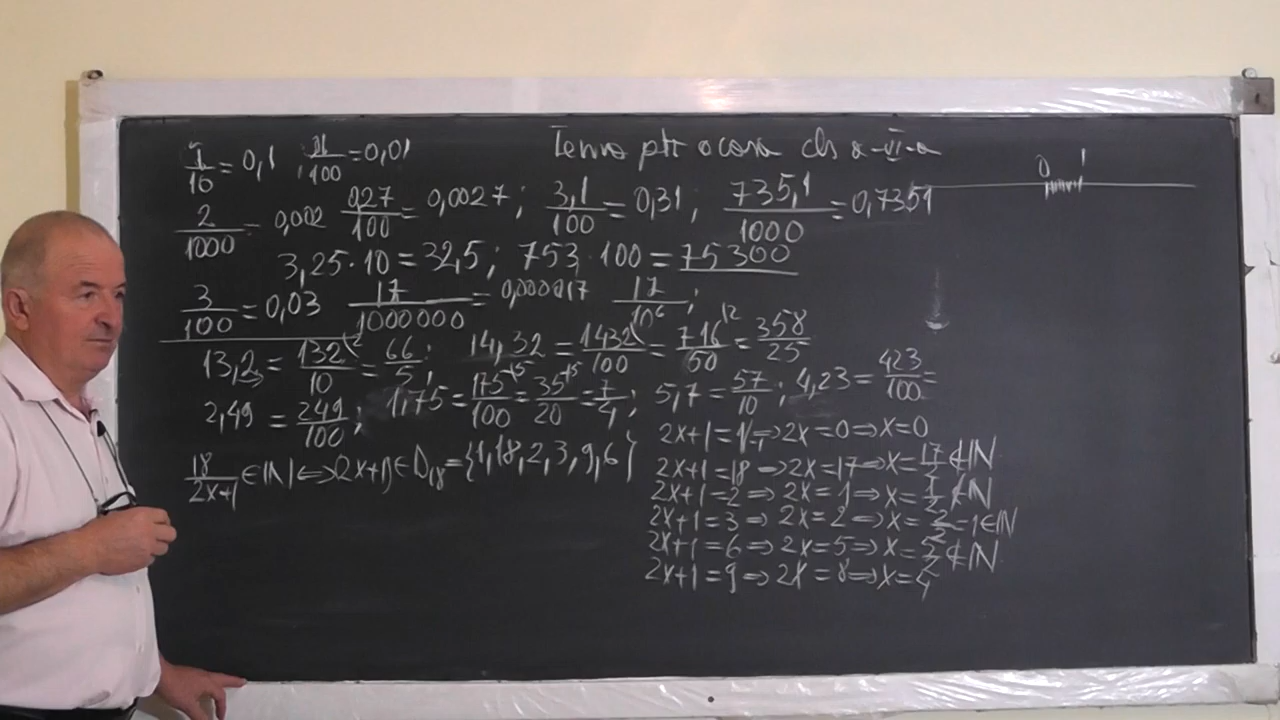 1/10 = 0,1 /100 = 0,01 Tema ptr acasa cls a-VI-a
0 1
2/1000 = 0,002 0,27/100 = 0,0027; 3,1/100 = 0,31; 735,1/1000 = 0,7351
3,25·10 = 32,5; 753·100 = 75300
3/100 = 0,03 17/1000000 = 0,000017 17/10⁶;
13,2 = 132/10 = 66/5; 14,32 = 1432/100 = 716/50 = 358/25
2,49 = 249/100; 1,75 = 175/100 = 35/20 = 7/4; 5,7 = 57/10; 4,23 = 423/100 =
18/2x+1 ∈ ℕ ⇔ (2x+1) ∈ D₁₈ = {1,18,2,3,9,6}
2x+1 = 1 ⇒ 2x = 0 ⇒ x = 0
2x+1 = 18 ⇒ 2x = 17 ⇒ x = 17/2 ∉ ℕ
2x+1 = 2 ⇒ 2x = 1 ⇒ x = 1/2 ∉ ℕ
2x+1 = 3 ⇒ 2x = 2 ⇒ x = 2/2 = 1 ∈ ℕ
2x+1 = 6 ⇒ 2x = 5 ⇒ x = 5/2 ∉ ℕ
2x+1 = 9 ⇒ 2x = 8 ⇒ x = 4